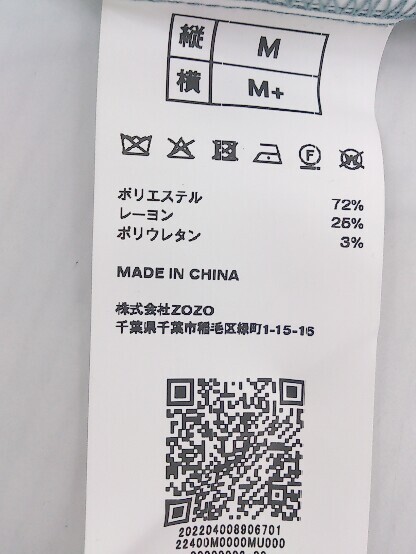 縦 M
横 M+
F
W
ポリエステル 72%
レーヨン 25%
ポリウレタン 3%
MADE IN CHINA
株式会社ZOZO
千葉県千葉市稲毛区緑町1-15-16
202204008906701
22400M0000MU000